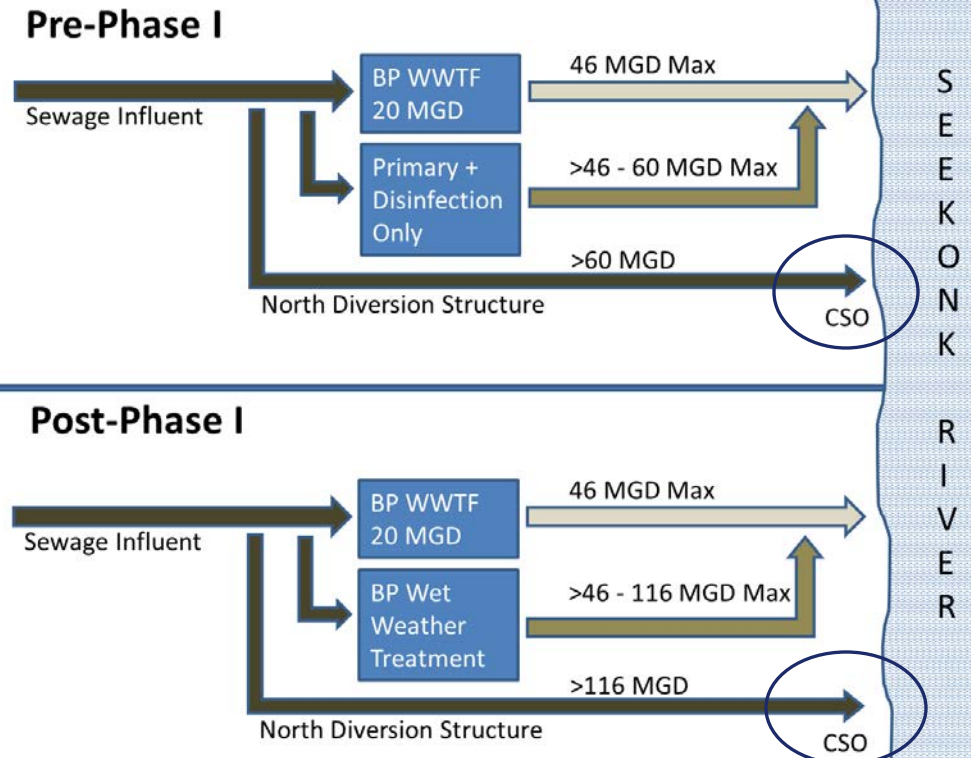 Pre-Phase I
Sewage Influent
BP WWTF
20 MGD
46 MGD Max
Primary +
Disinfection
Only
>46 - 60 MGD Max
>60 MGD
North Diversion Structure
CSO
Post-Phase I
Sewage Influent
BP WWTF
20 MGD
46 MGD Max
BP Wet
Weather
Treatment
>46 - 116 MGD Max
>116 MGD
North Diversion Structure
CSO
SEEKONK
RIVER